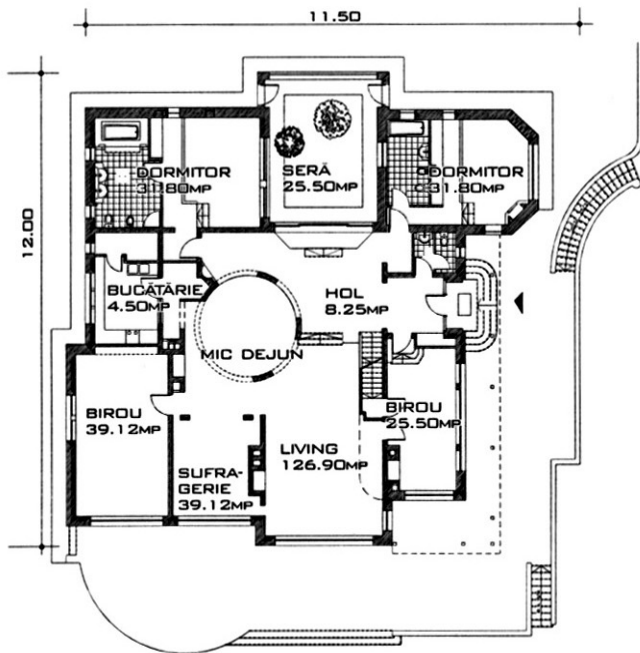 11.50
12.00
DORMITOR
31.80MP
SERĂ
25.50MP
DORMITOR
31.80MP
BUCĂTĂRIE
4.50MP
HOL
8.25MP
MIC DEJUN
BIROU
39.12MP
BIROU
25.50MP
LIVING
126.90MP
SUFRA-
GERIE
39.12MP